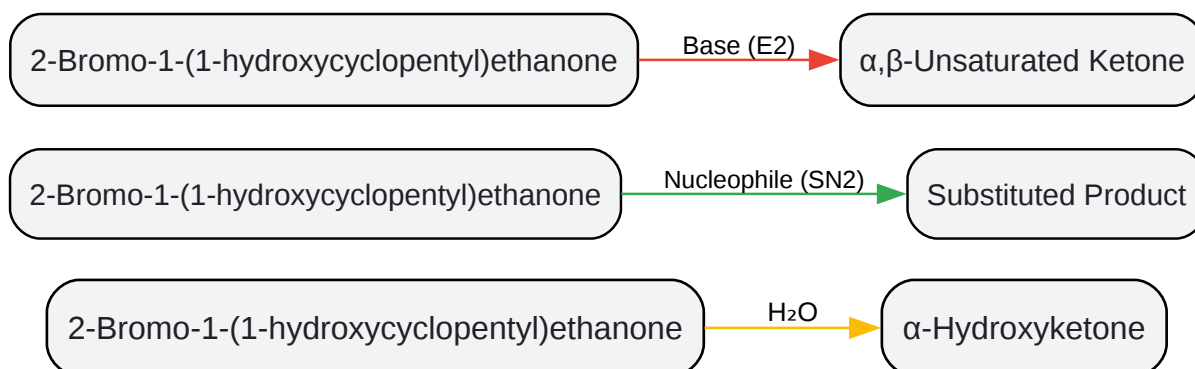 2-Bromo-1-(1-hydroxycyclopentyl)ethanone
Base (E2)
α,β-Unsaturated Ketone
2-Bromo-1-(1-hydroxycyclopentyl)ethanone
Nucleophile (SN2)
Substituted Product
2-Bromo-1-(1-hydroxycyclopentyl)ethanone
H₂O
α-Hydroxyketone